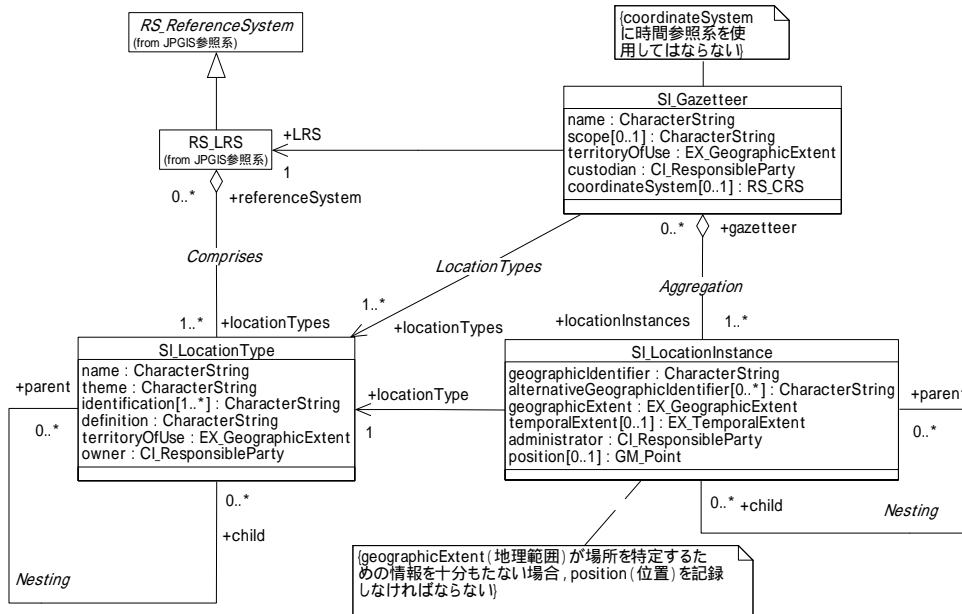 RS_ReferenceSystem
(from JPGIS参照系)
{coordinateSystem
に時間参照系を使
用してはならない}
SI_Gazetteer
name : CharacterString
scope[0..1] : CharacterString
territoryOfUse : EX_GeographicExtent
custodian : CI_ResponsibleParty
coordinateSystem[0..1] : RS_CRS
RS_LRS
(from JPGIS参照系)
+LRS
1
0..*
+referenceSystem
Comprises
LocationTypes
0..*
+gazetteer
Aggregation
1..*
+locationTypes
1..*
+locationTypes
+locationInstances
1..*
SI_LocationType
name : CharacterString
theme : CharacterString
identification[1..*] : CharacterString
definition : CharacterString
territoryOfUse : EX_GeographicExtent
owner : CI_ResponsibleParty
+parent
0..*
0..*
+child
Nesting
+locationType
1
SI_LocationInstance
geographicIdentifier : CharacterString
alternativeGeographicIdentifier[0..*] : CharacterString
geographicExtent : EX_GeographicExtent
temporalExtent[0..1] : EX_TemporalExtent
administrator : CI_ResponsibleParty
position[0..1] : GM_Point
+parent
0..*
0..*
+child
Nesting
{geographicExtent(地理範囲)が場所を特定するた
めの情報を十分もたない場合,position(位置)を記録
しなければならない}